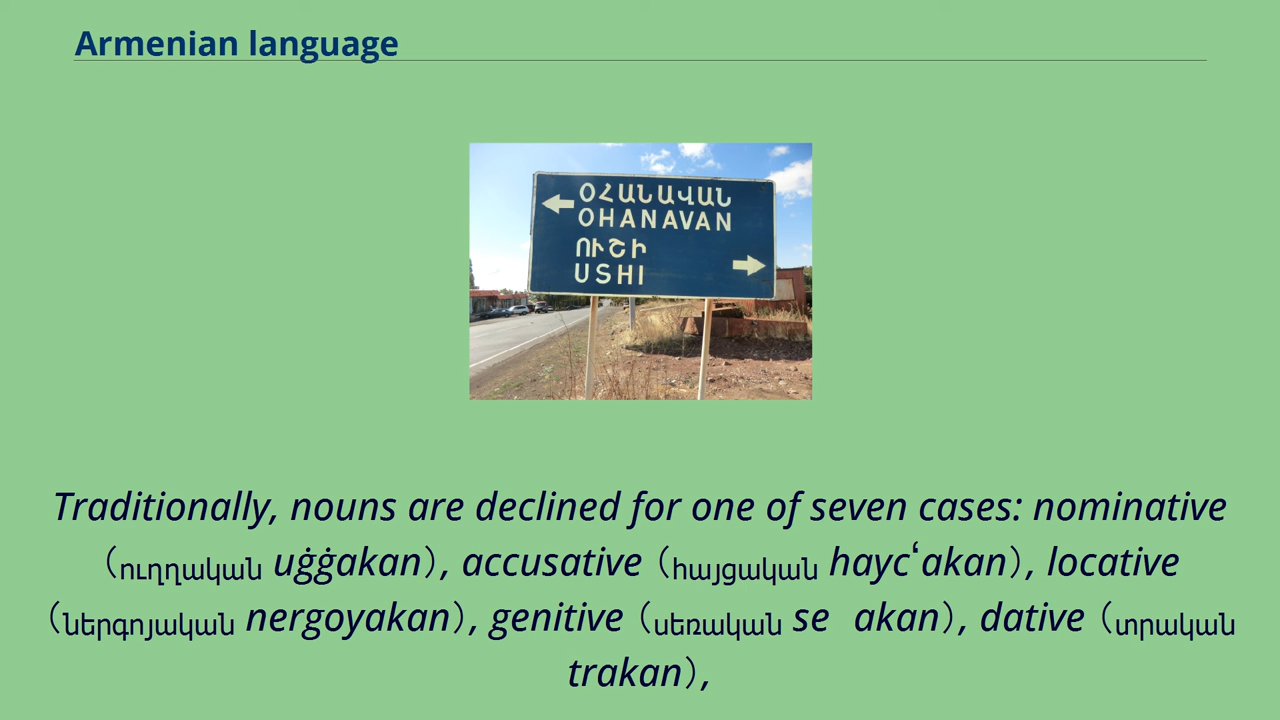 Armenian language
ՕՀԱՆԱՎԱՆ
OHANAVAN
ՈՒՇԻ
USHI
Traditionally, nouns are declined for one of seven cases: nominative
(ուղղական uġġakan), accusative (հայցական haycʻakan), locative
(ներգոյական nergoyakan), genitive (սեռական se akan), dative (տրական
trakan),